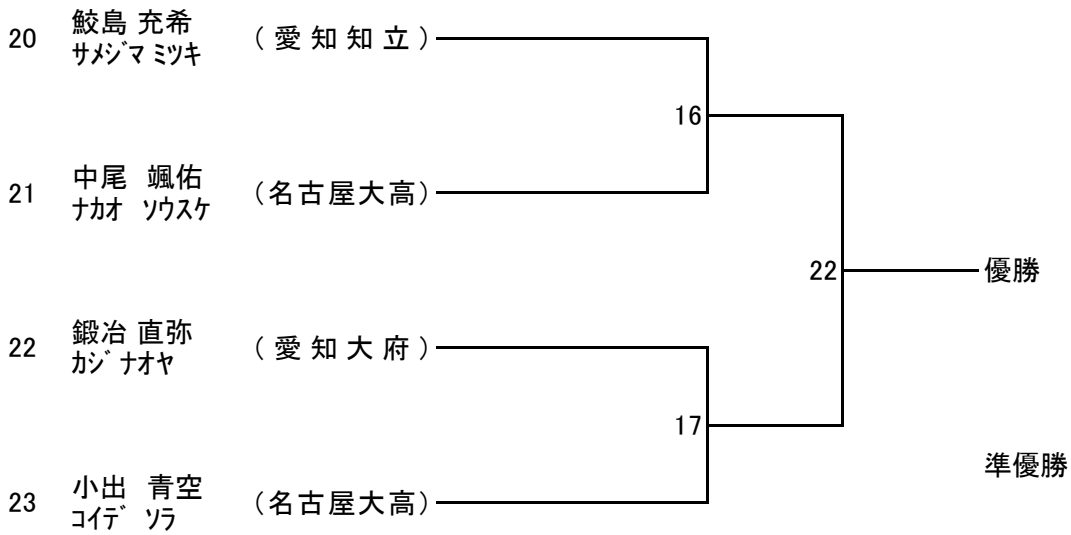 20 鮫島 充希 (愛知知立)
ｻﾒｼﾞﾏ ﾐﾂｷ
16
21 中尾 颯佑 (名古屋大高)
ﾅｶｵ ｿｳｽｹ
22 優勝
22 鍛冶 直弥 (愛知大府)
ｶｼﾞ ﾅｵﾔ
17
準優勝
23 小出 青空 (名古屋大高)
ｺｲﾃﾞ ｿﾗ